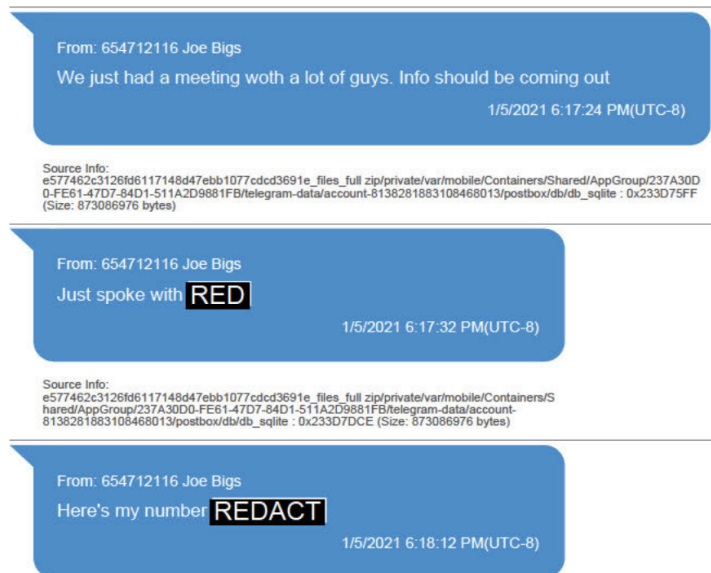 From: 654712116 Joe Bigs
We just had a meeting woth a lot of guys. Info should be coming out
1/5/2021 6:17:24 PM(UTC-8)
Source Info:
e577462c3126fd6117148d47ebb1077cdcd3691e_files_full zip/private/var/mobile/Containers/Shared/AppGroup/237A30D
0-FE61-47D7-84D1-511A2D9881FB/telegram-data/account-8138281883108468013/postbox/db/db_sqlite : 0x233D75FF
(Size: 873086976 bytes)
From: 654712116 Joe Bigs
Just spoke with RED
1/5/2021 6:17:32 PM(UTC-8)
Source Info:
e577462c3126fd6117148d47ebb1077cdcd3691e_files_full zip/private/var/mobile/Containers/S
hared/AppGroup/237A30D0-FE61-47D7-84D1-511A2D9881FB/telegram-data/account-
8138281883108468013/postbox/db/db_sqlite : 0x233D7DCE (Size: 873086976 bytes)
From: 654712116 Joe Bigs
Here's my number REDACT
1/5/2021 6:18:12 PM(UTC-8)